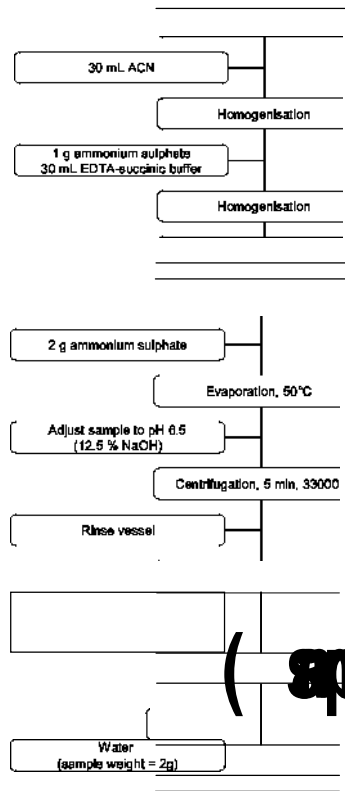 30 mL ACN
Homogenisation
1 g ammonium sulphate
30 mL EDTA-succinic buffer
Homogenisation
2 g ammonium sulphate
Evaporation, 50°C
Adjust sample to pH 6.5
(12.5 % NaOH)
Centrifugation, 5 min, 33000
Rinse vessel
(
Water
(sample weight = 2g)